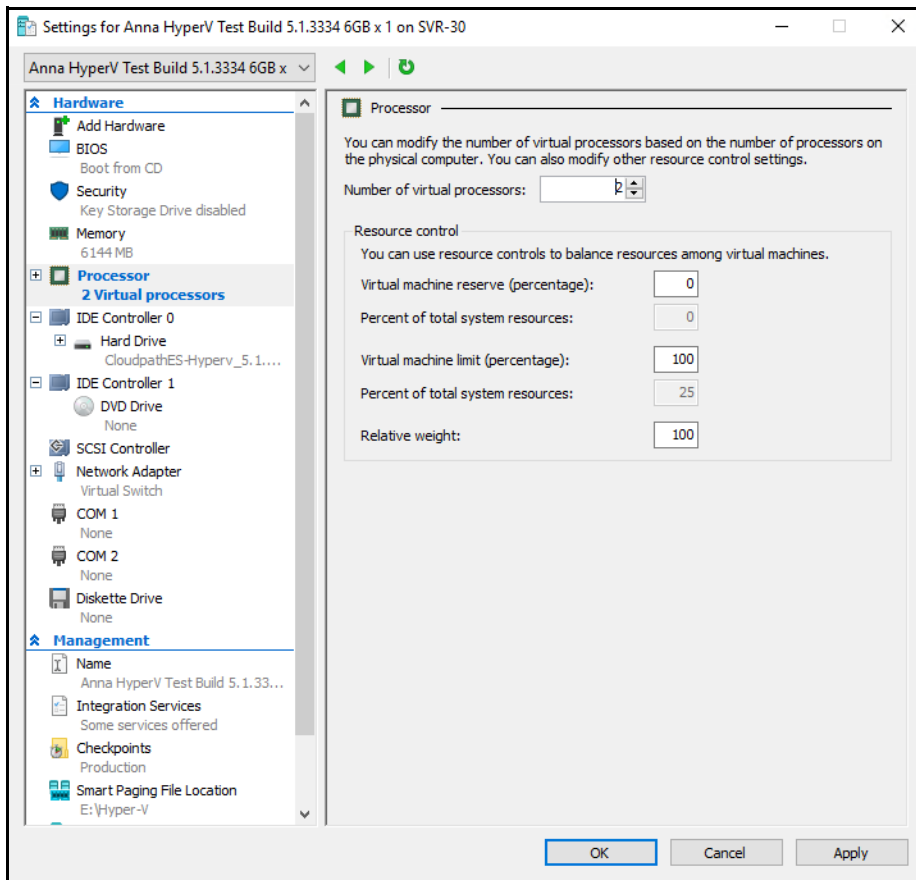 Settings for Anna HyperV Test Build 5.1.3334 6GB x 1 on SVR-30
Anna HyperV Test Build 5.1.3334 6GB x
Hardware
Add Hardware
BIOS
Boot from CD
Security
Key Storage Drive disabled
Memory
6144 MB
Processor
2 Virtual processors
IDE Controller 0
Hard Drive
CloudpathES-Hyperv_5.1....
IDE Controller 1
DVD Drive
None
SCSI Controller
Network Adapter
Virtual Switch
COM 1
None
COM 2
None
Diskette Drive
None
Management
Name
Anna HyperV Test Build 5.1.33...
Integration Services
Some services offered
Checkpoints
Production
Smart Paging File Location
E:\Hyper-V
Processor
You can modify the number of virtual processors based on the number of processors on
the physical computer. You can also modify other resource control settings.
Number of virtual processors: 2
Resource control
You can use resource controls to balance resources among virtual machines.
Virtual machine reserve (percentage): 0
Percent of total system resources: 0
Virtual machine limit (percentage): 100
Percent of total system resources: 25
Relative weight: 100
OK Cancel Apply